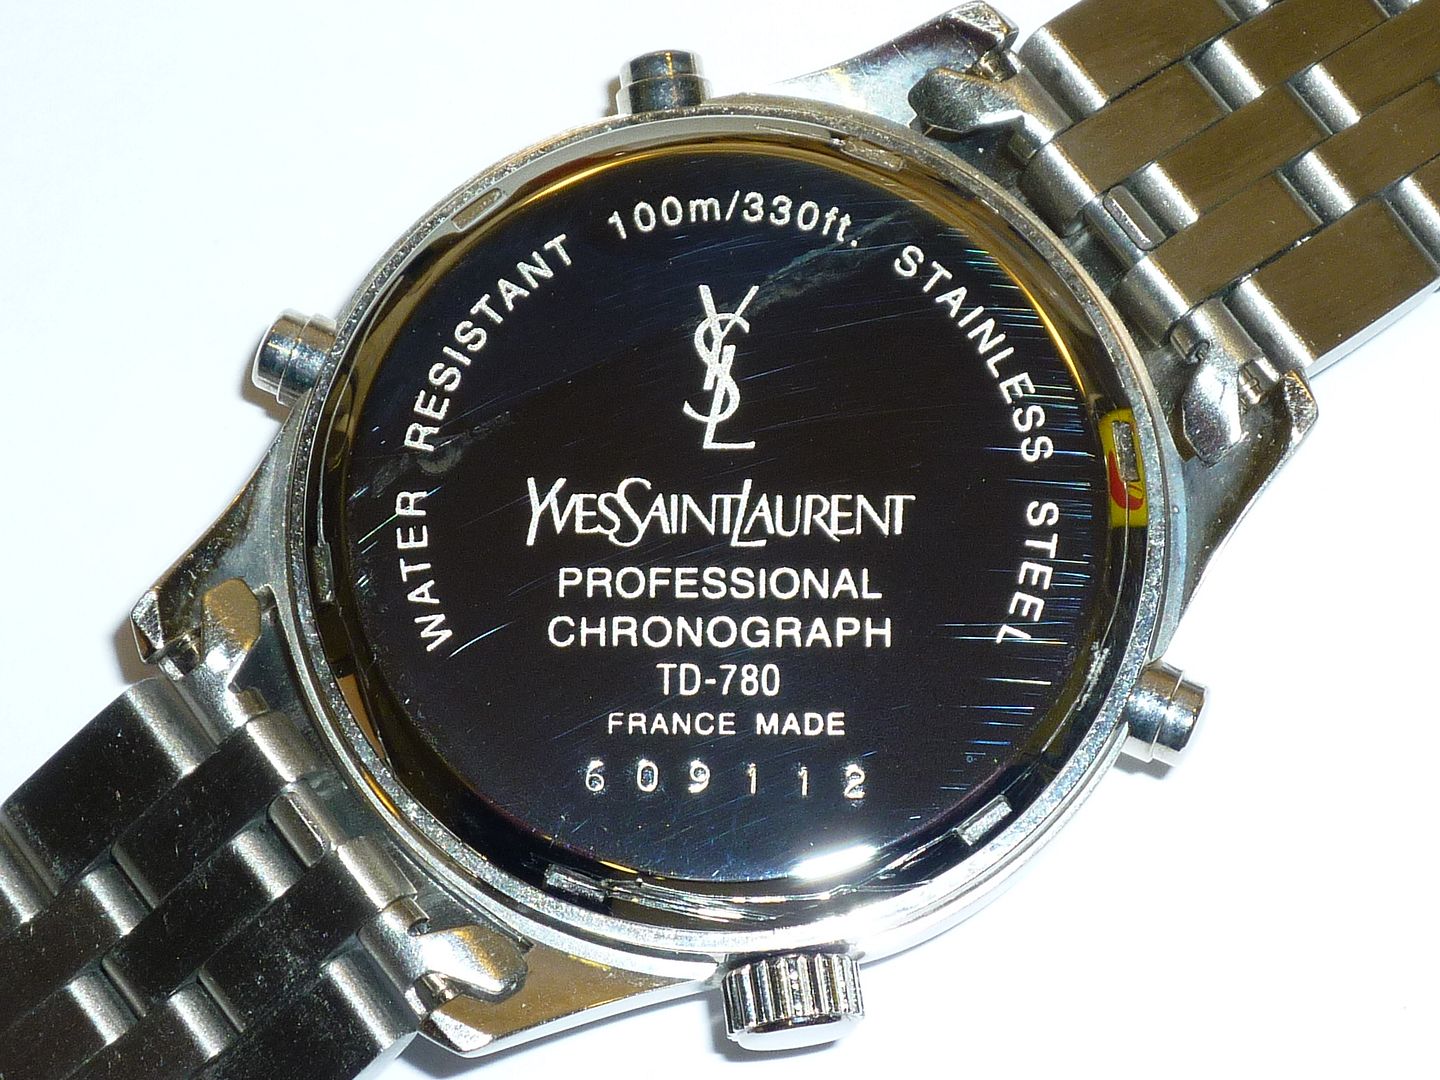 WATER RESISTANT 100m/330ft. STAINLESS STEEL
YSL
YVESSAINTLAURENT
PROFESSIONAL
CHRONOGRAPH
TD-780
FRANCE MADE
609112